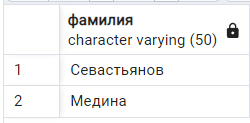 фамилия
character varying (50)
1 Севастьянов
2 Медина